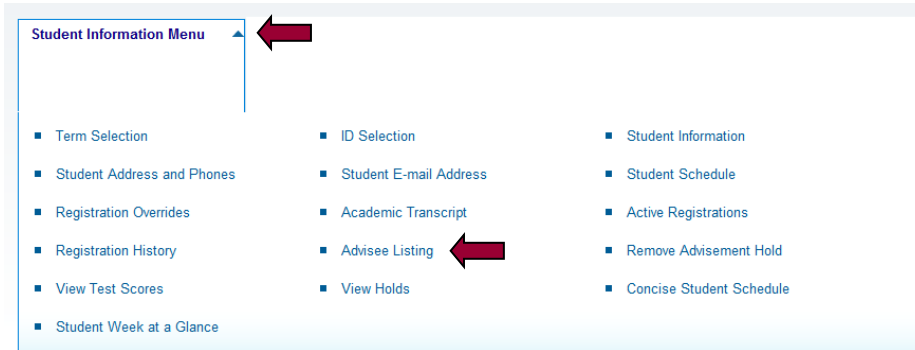 Student Information Menu
Term Selection
ID Selection
Student Information
Student Address and Phones
Student E-mail Address
Student Schedule
Registration Overrides
Academic Transcript
Active Registrations
Registration History
Advisee Listing
Remove Advisement Hold
View Test Scores
View Holds
Concise Student Schedule
Student Week at a Glance